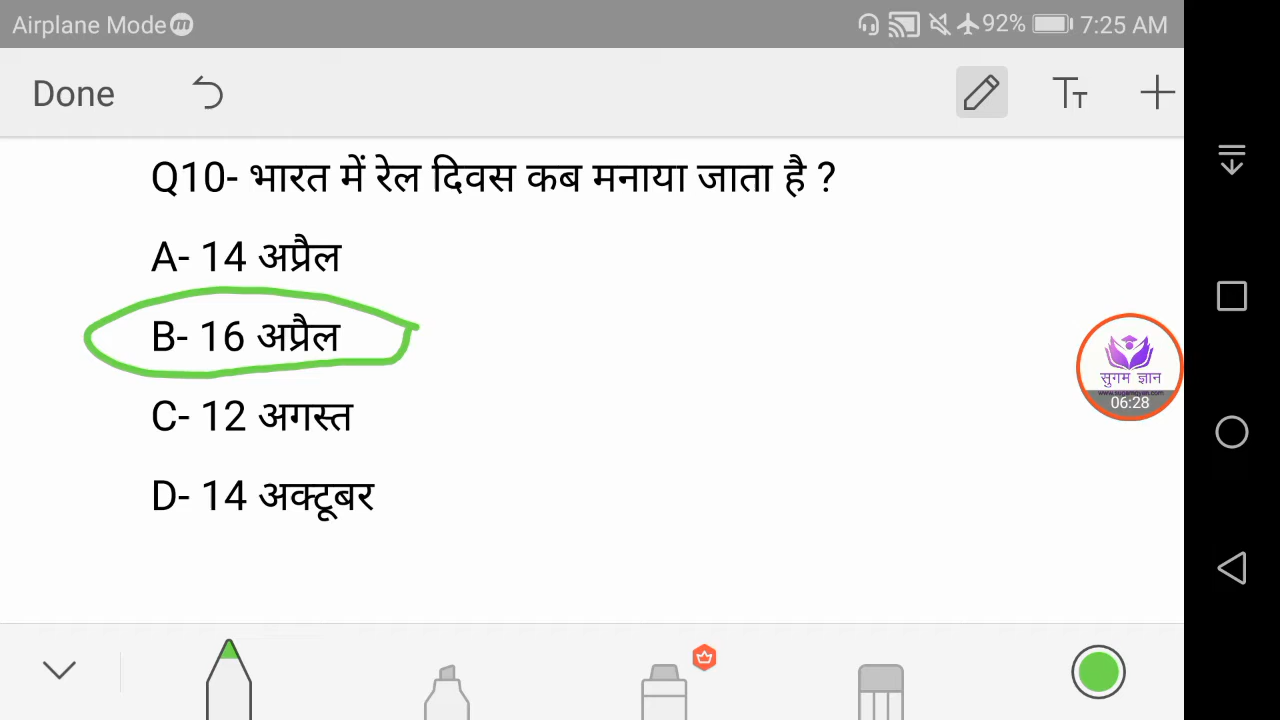 Airplane Mode m 92% 7:25 AM
Done Tт
Q10- भारत में रेल दिवस कब मनाया जाता है ?
A- 14 अप्रैल
B- 16 अप्रैल
C- 12 अगस्त
D- 14 अक्टूबर
सुगम ज्ञान
06:28